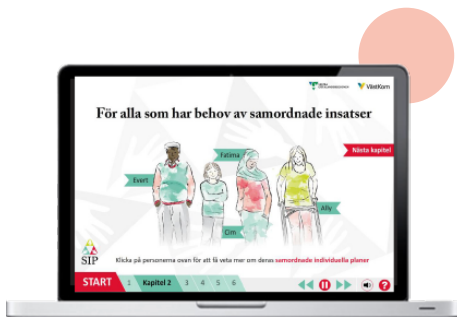 VästKom
För alla som har behov av samordnade insatser
Nästa kapitel
Fatima
Evert
Ally
Cim
SIP
Klicka på personerna ovan för att få veta mer om deras samordnade individuella planer
START 1 Kapitel 2 3 4 5 6
?